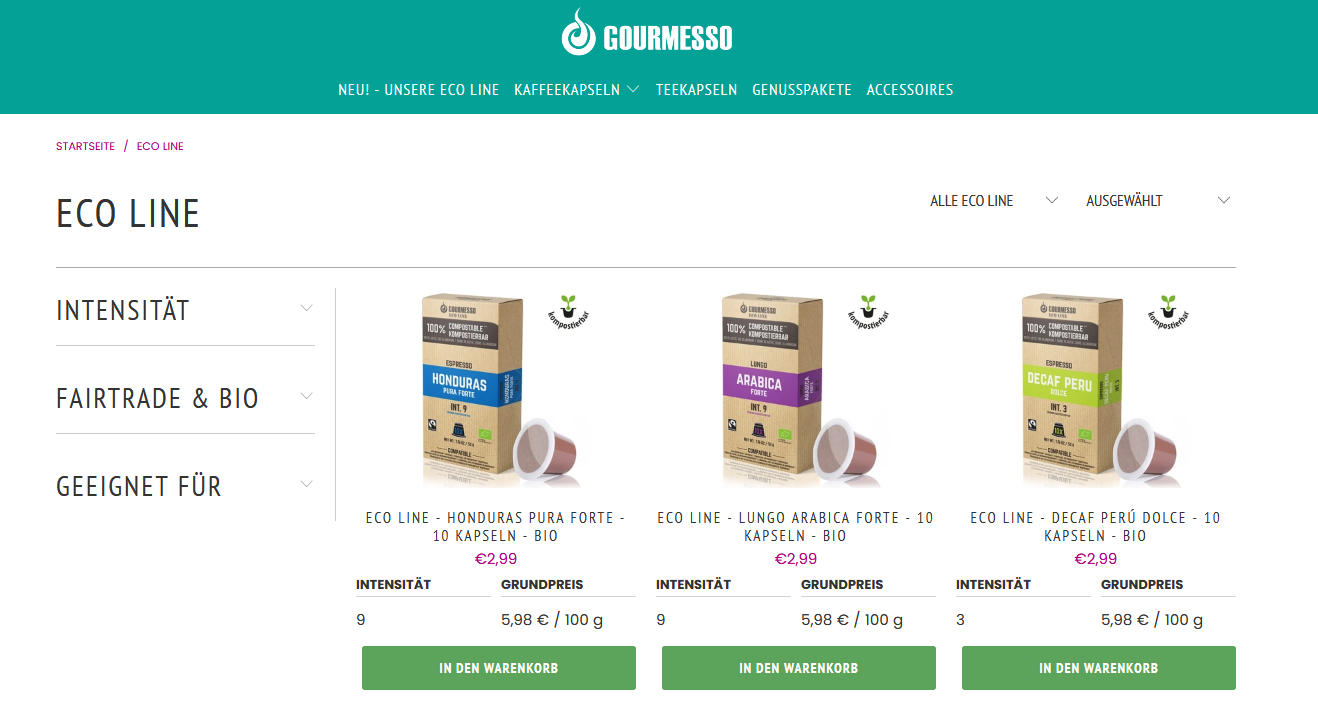 GOURMESSO
NEU! - UNSERE ECO LINE KAFFEEKAPSELN TEEKAPSELN GENUSSPAKETE ACCESSOIRES
STARTSEITE / ECO LINE
ECO LINE
ALLE ECO LINE AUSGEWÄHLT
INTENSITÄT
FAIRTRADE & BIO
GEEIGNET FÜR
GOURMESSO
ECO LINE
100% COMPOSTABLE
KOMPOSTIERBAR
ESPRESSO
HONDURAS
PURA FORTE
INT. 9
COMPATIBLE
kompostierbar
ECO LINE - HONDURAS PURA FORTE -
10 KAPSELN - BIO
€2,99
INTENSITÄT GRUNDPREIS
9 5,98 € / 100 g
IN DEN WARENKORB
GOURMESSO
ECO LINE
100% COMPOSTABLE
KOMPOSTIERBAR
LUNGO
ARABICA
FORTE
INT. 9
COMPATIBLE
kompostierbar
ECO LINE - LUNGO ARABICA FORTE - 10
KAPSELN - BIO
€2,99
INTENSITÄT GRUNDPREIS
9 5,98 € / 100 g
IN DEN WARENKORB
GOURMESSO
ECO LINE
100% COMPOSTABLE
KOMPOSTIERBAR
ESPRESSO
DECAF PERU
DOLCE
INT. 3
COMPATIBLE
kompostierbar
ECO LINE - DECAF PERÚ DOLCE - 10
KAPSELN - BIO
€2,99
INTENSITÄT GRUNDPREIS
3 5,98 € / 100 g
IN DEN WARENKORB